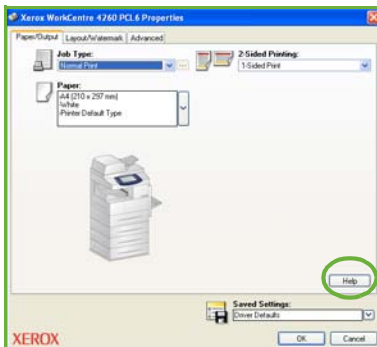 Xerox WorkCentre 4260 PCL6 Properties
Paper/Output Layout/Watermark Advanced
Job Type:
Normal Print
2-Sided Printing:
1-Sided Print
Paper:
-A4 (210 x 297 mm)
-White
-Printer Default Type
Help
Saved Settings:
Driver Defaults
XEROX
OK Cancel